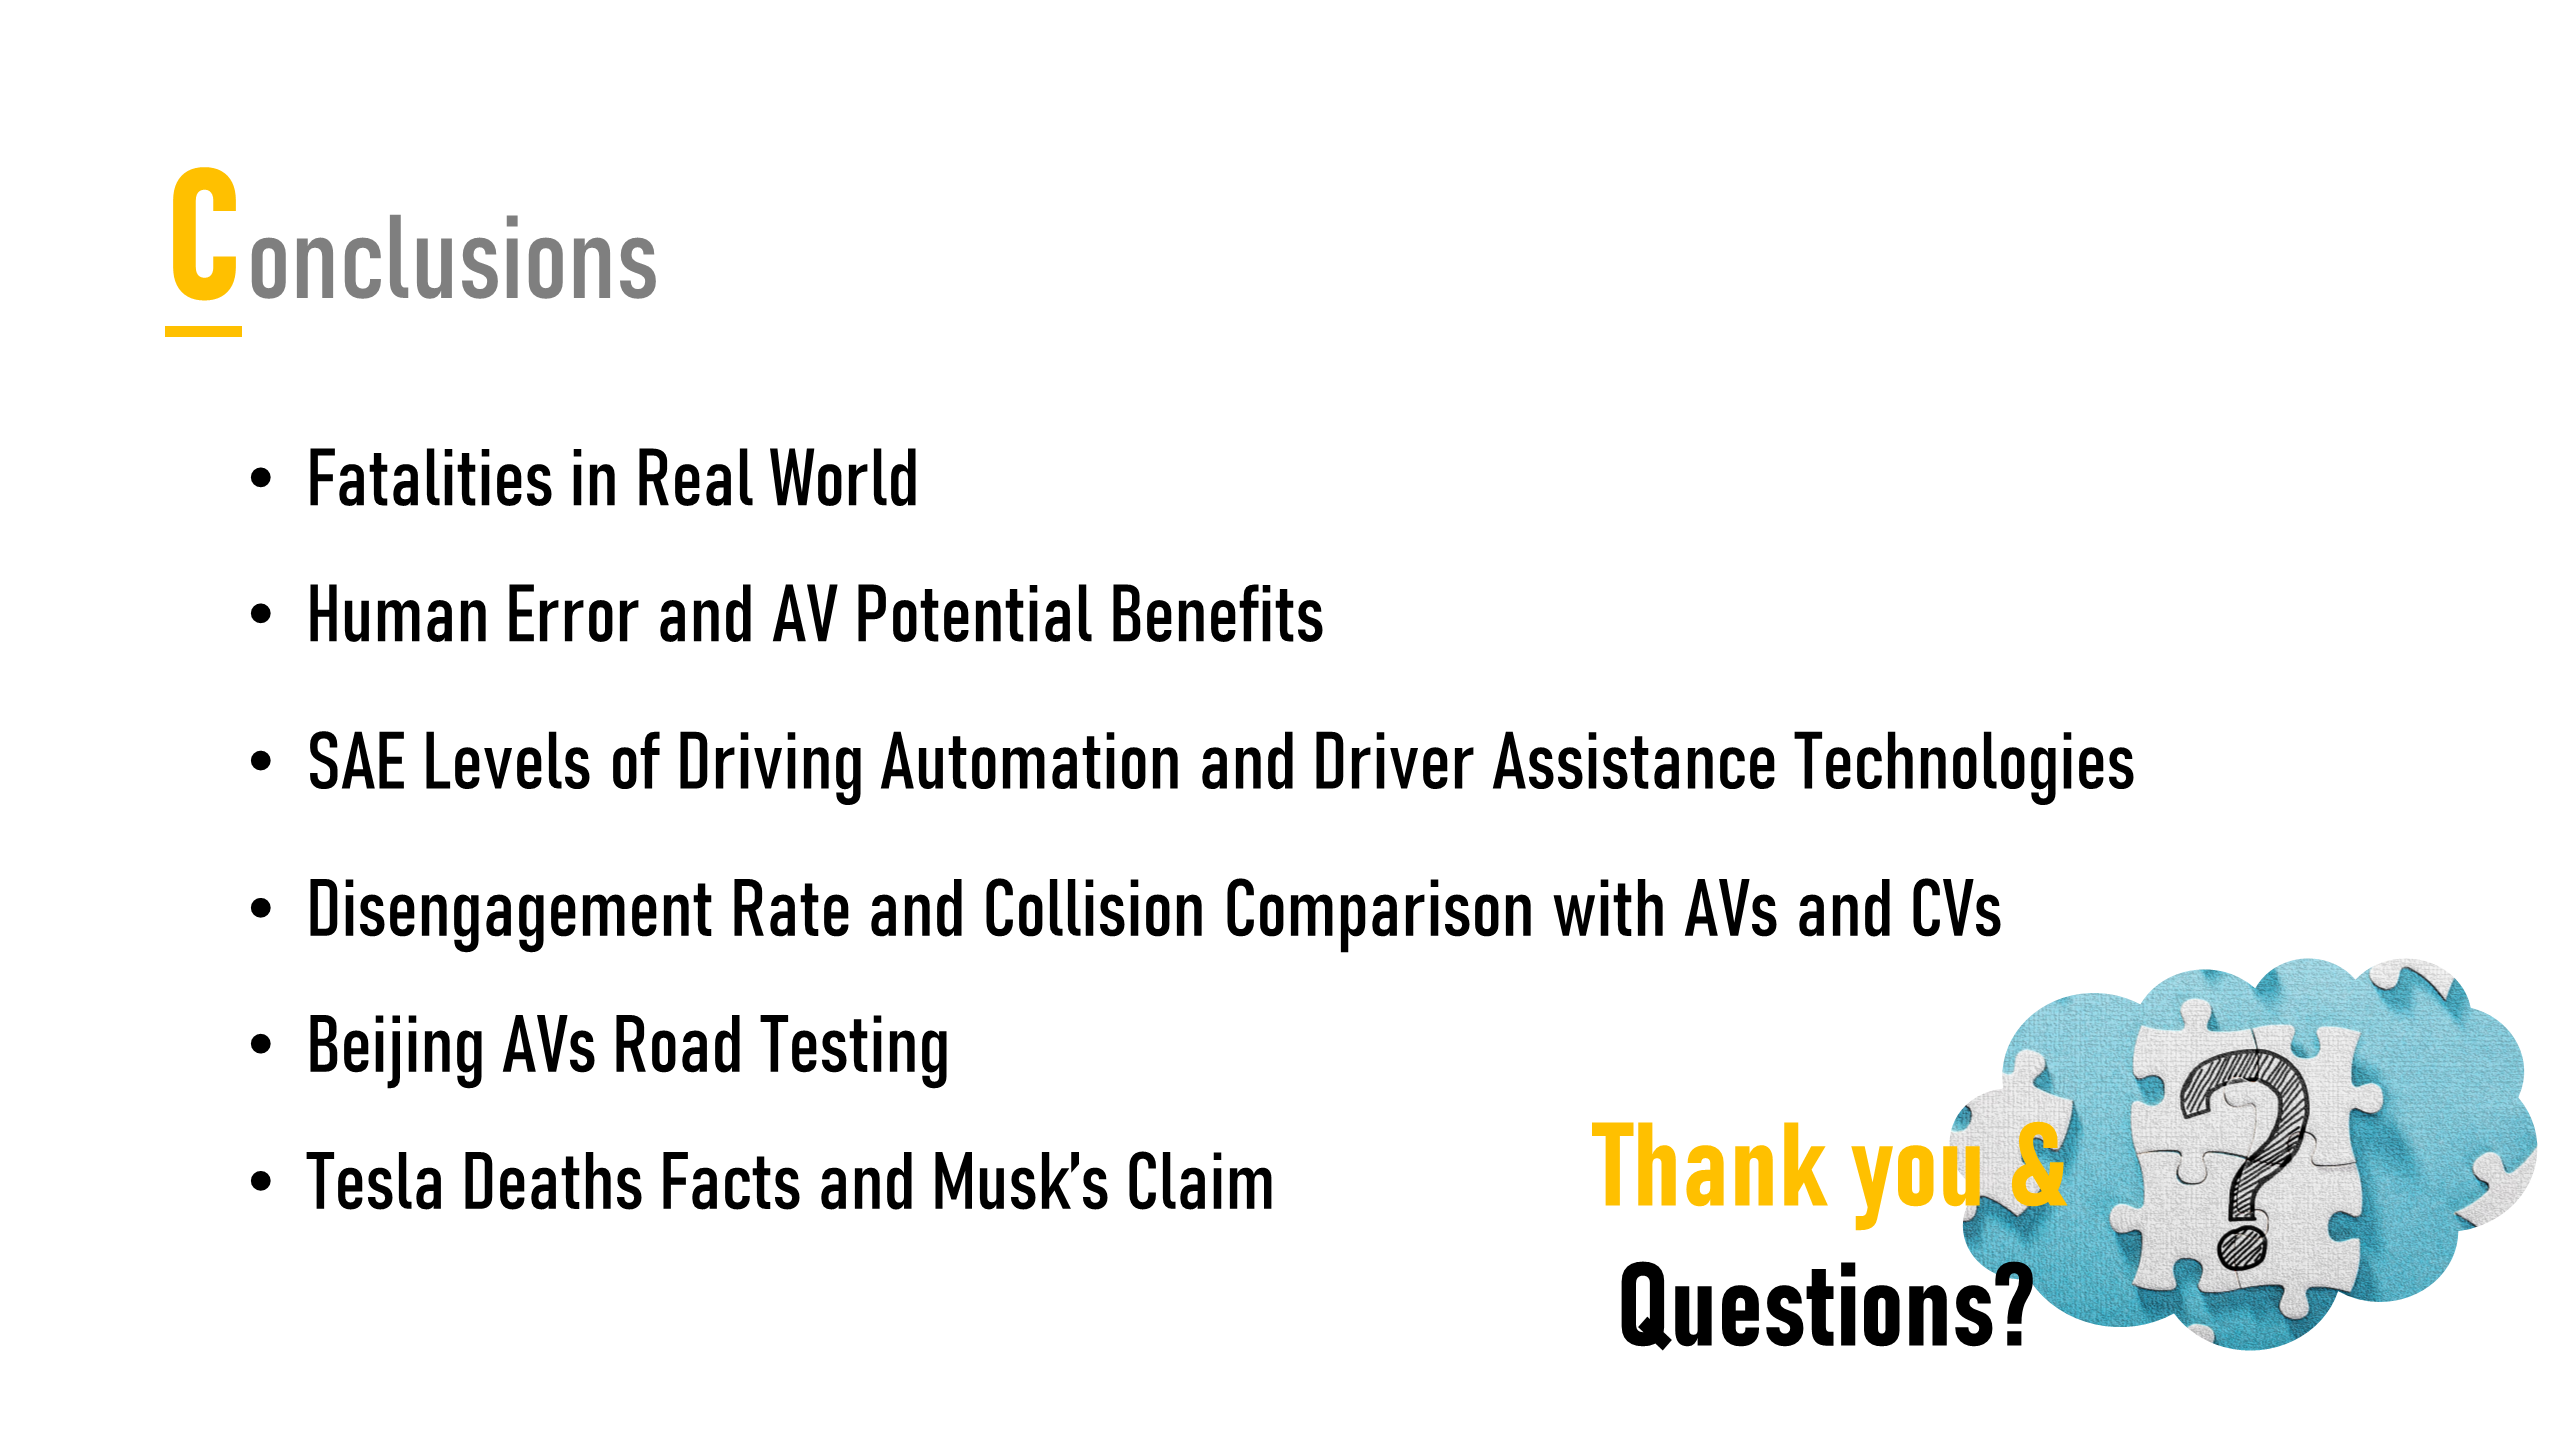 Conclusions
• Fatalities in Real World
• Human Error and AV Potential Benefits
• SAE Levels of Driving Automation and Driver Assistance Technologies
• Disengagement Rate and Collision Comparison with AVs and CVs
• Beijing AVs Road Testing
• Tesla Deaths Facts and Musk’s Claim
Thank you &
Questions?
?